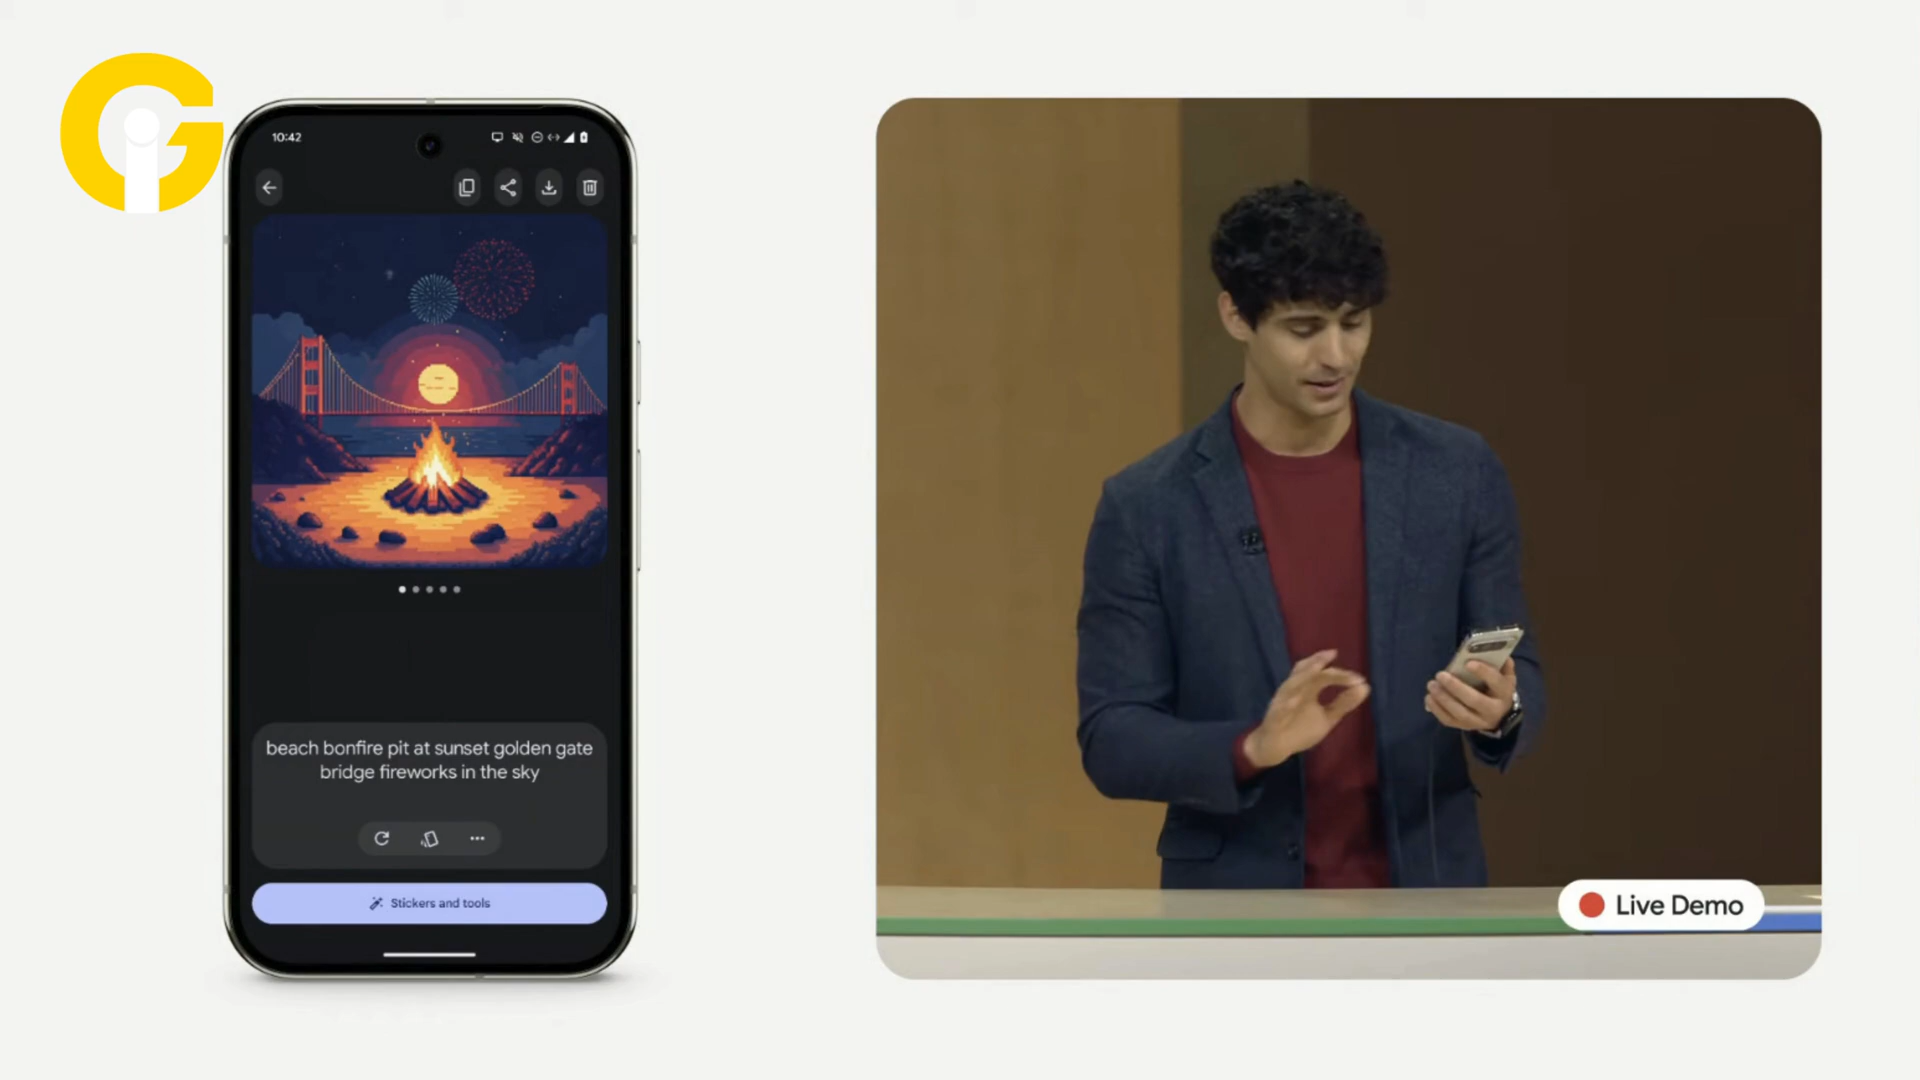 10:42
beach bonfire pit at sunset golden gate
bridge fireworks in the sky
Stickers and tools
Live Demo